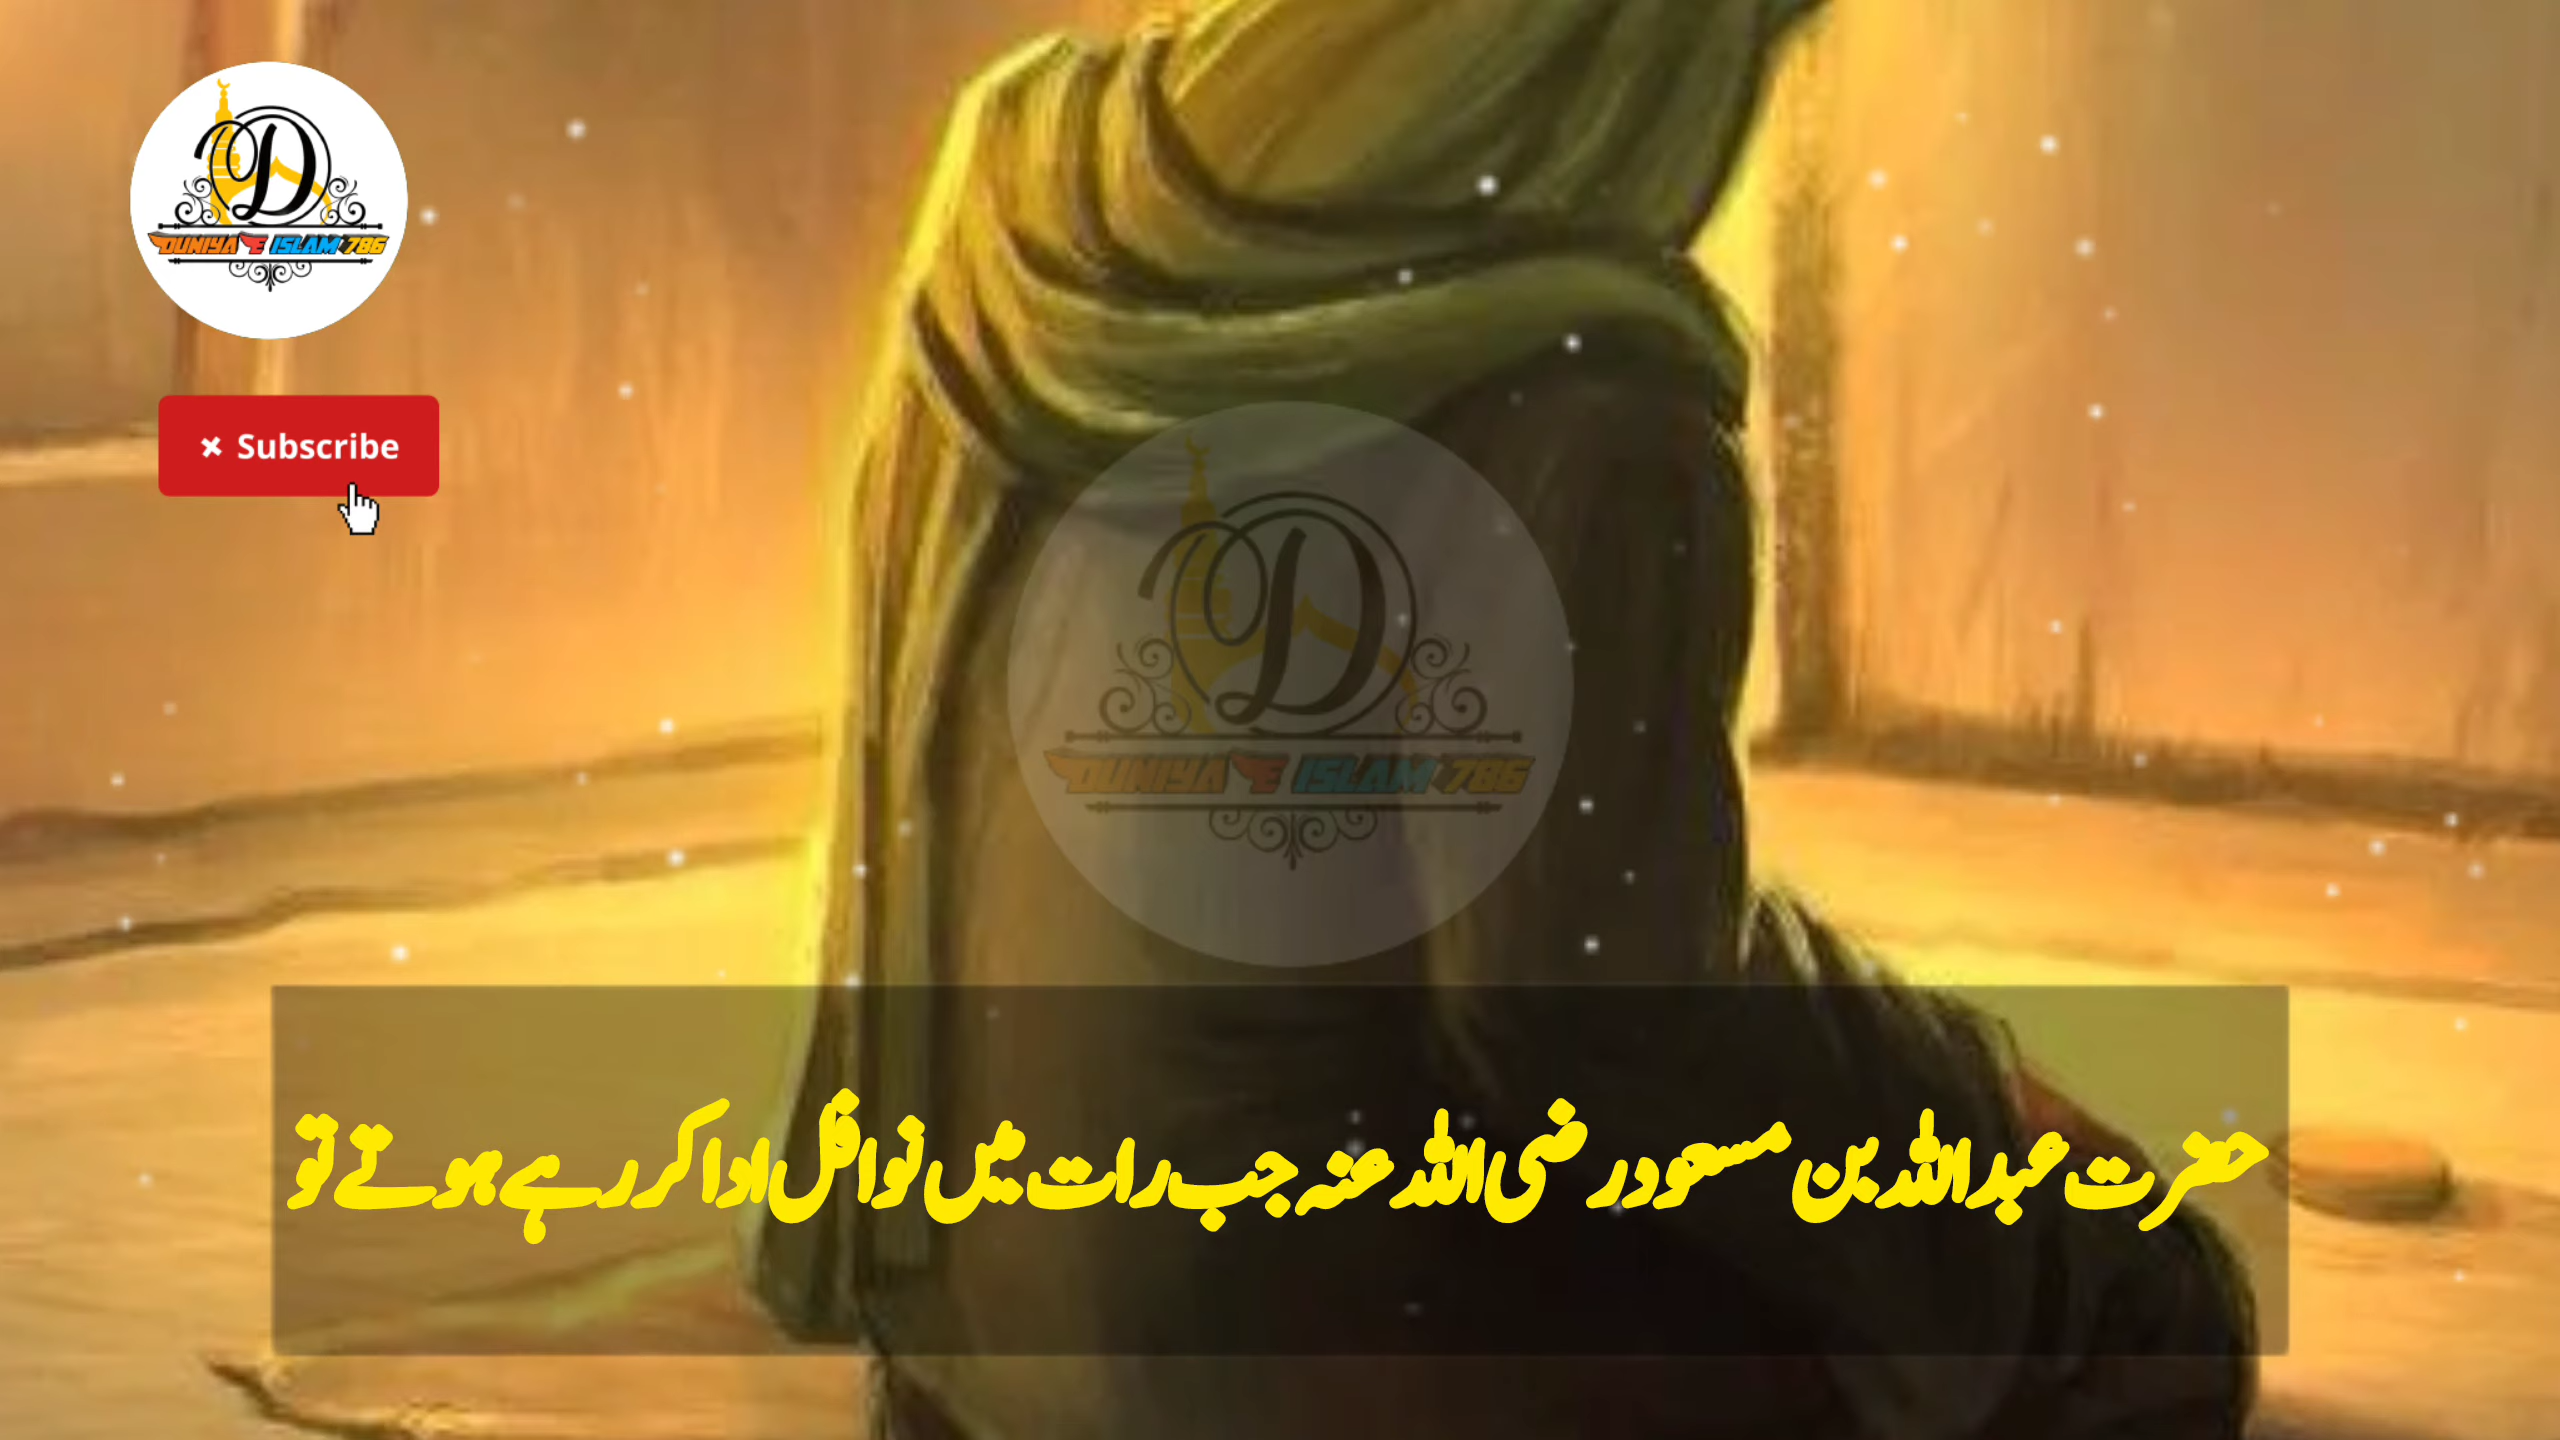 DUNIYA E ISLAM 786
× Subscribe
DUNIYA E ISLAM 786
حضرت عبداللہ بن مسعود رضی اللہ عنہ جب رات میں نوافل ادا کر رہے ہوتے تو